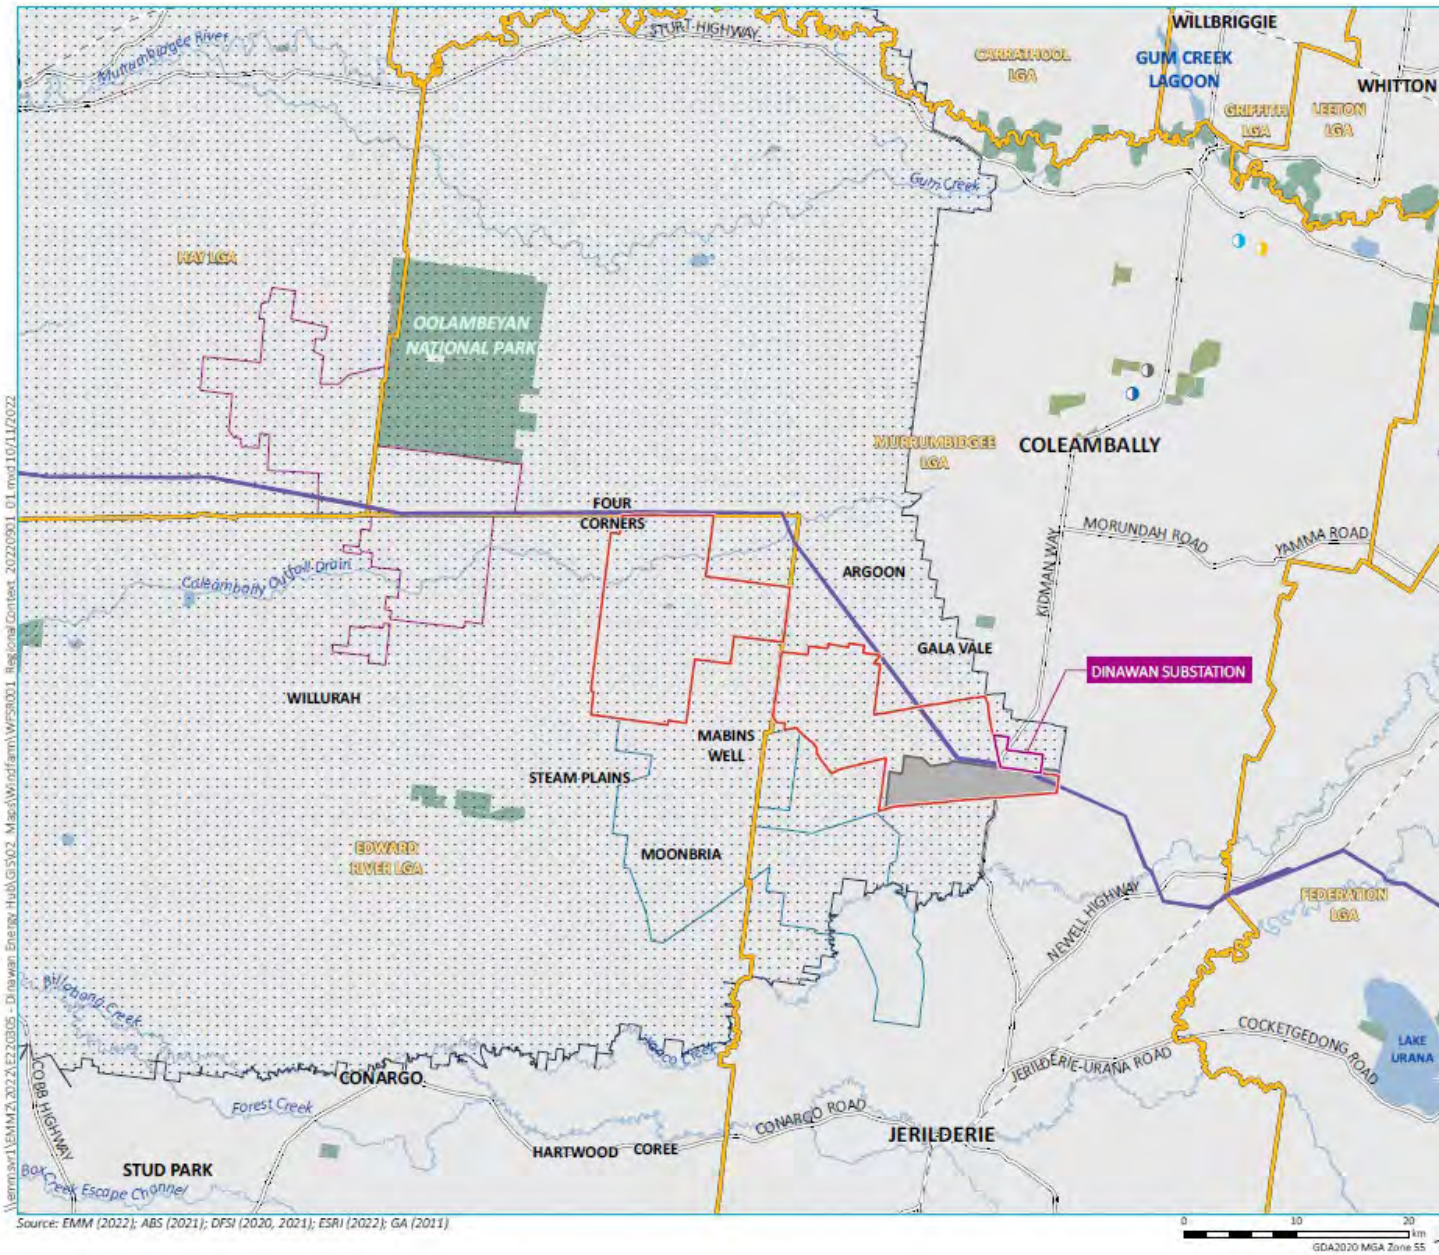 WILLBRIGGIE
STURT HIGHWAY
Murrumbidgee River
CARRATHOOL
LGA
GUM CREEK
LAGOON
WHITTON
GRIFFITH
LGA
LEETON
LGA
Gum Creek
HAY LGA
OOLAMBEYAN
NATIONAL PARK
MURRUMBIDGEE
LGA
COLEAMBALLY
FOUR
CORNERS
MORUNDAH ROAD
YAMMA ROAD
KIDMAN WAY
ARGOON
Coleambally Outfall Drain
GALA VALE
DINAWAN SUBSTATION
WILLURAH
MABINS
WELL
STEAM PLAINS
EDWARD
RIVER LGA
MOONBRIA
NEWELL HIGHWAY
FEDERATION
LGA
Billabong Creek
COCKETGEDONG ROAD
LAKE
URANA
JERILDERIE-URANA ROAD
COBB HIGHWAY
CONARGO
Forest Creek
CONARGO ROAD
JERILDERIE
HARTWOOD
COREE
STUD PARK
Box Creek Escape Channel
Source: EMM (2022); ABS (2021); DFSI (2020, 2021); ESRI (2022); GA (2011)
0 10 20
km
GDA2020 MGA Zone 55